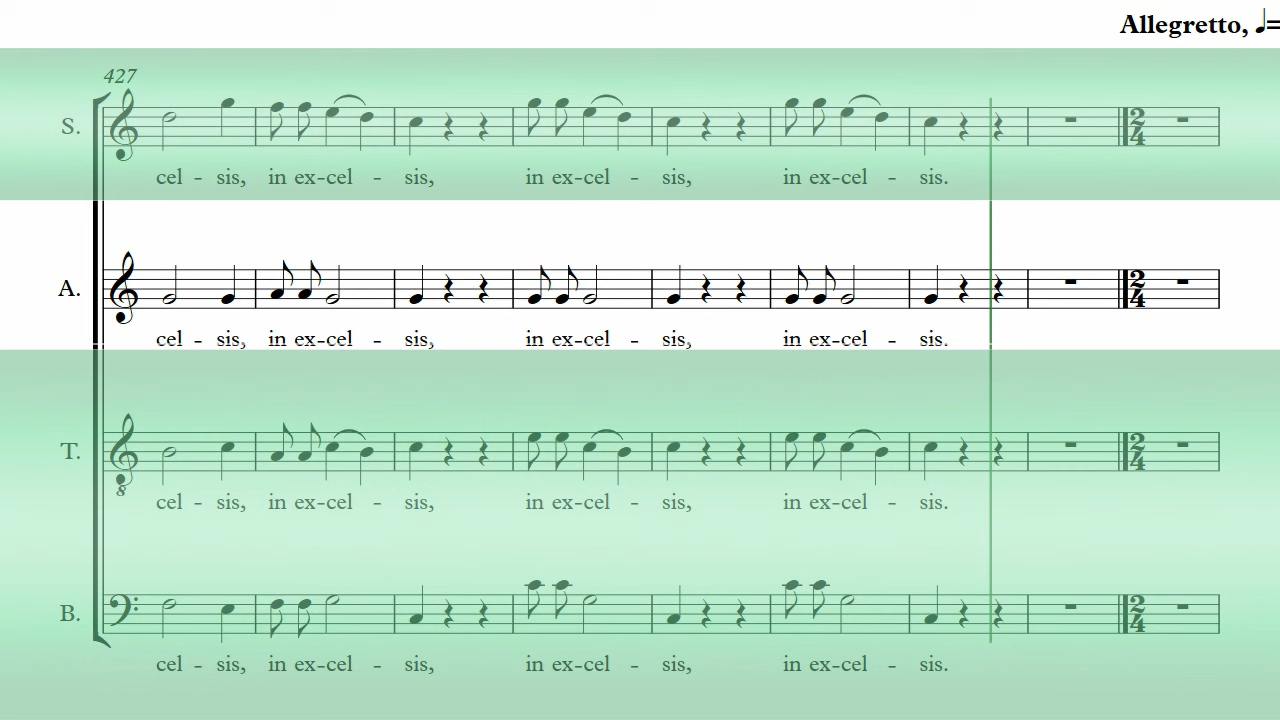 Allegretto, ♩=
427
S.
cel - sis, in ex-cel - sis, in ex-cel - sis, in ex-cel - sis.
A.
cel - sis, in ex-cel - sis, in ex-cel - sis, in ex-cel - sis.
T.
8
cel - sis, in ex-cel - sis, in ex-cel - sis, in ex-cel - sis.
B.
cel - sis, in ex-cel - sis, in ex-cel - sis, in ex-cel - sis.